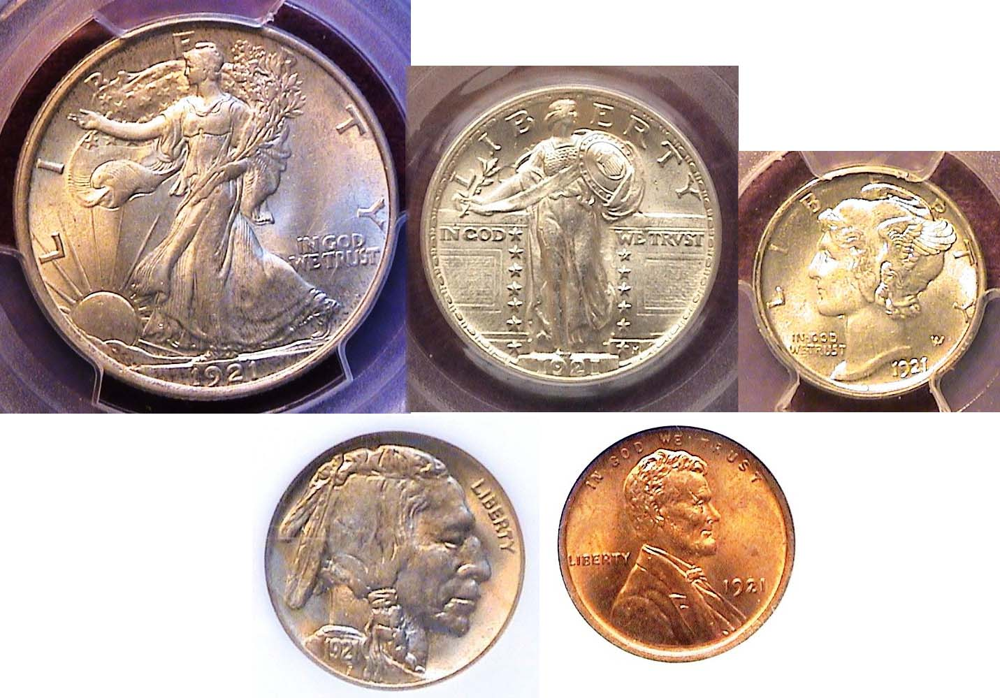 LIBERTY
IN GOD
WE TRUST
1921
LIBERTY
IN GOD WE TRVST
1921
M
LIBERTY
IN GOD
WE TRUST
W
1921
LIBERTY
1921
F
IN GOD WE TRUST
LIBERTY
1921